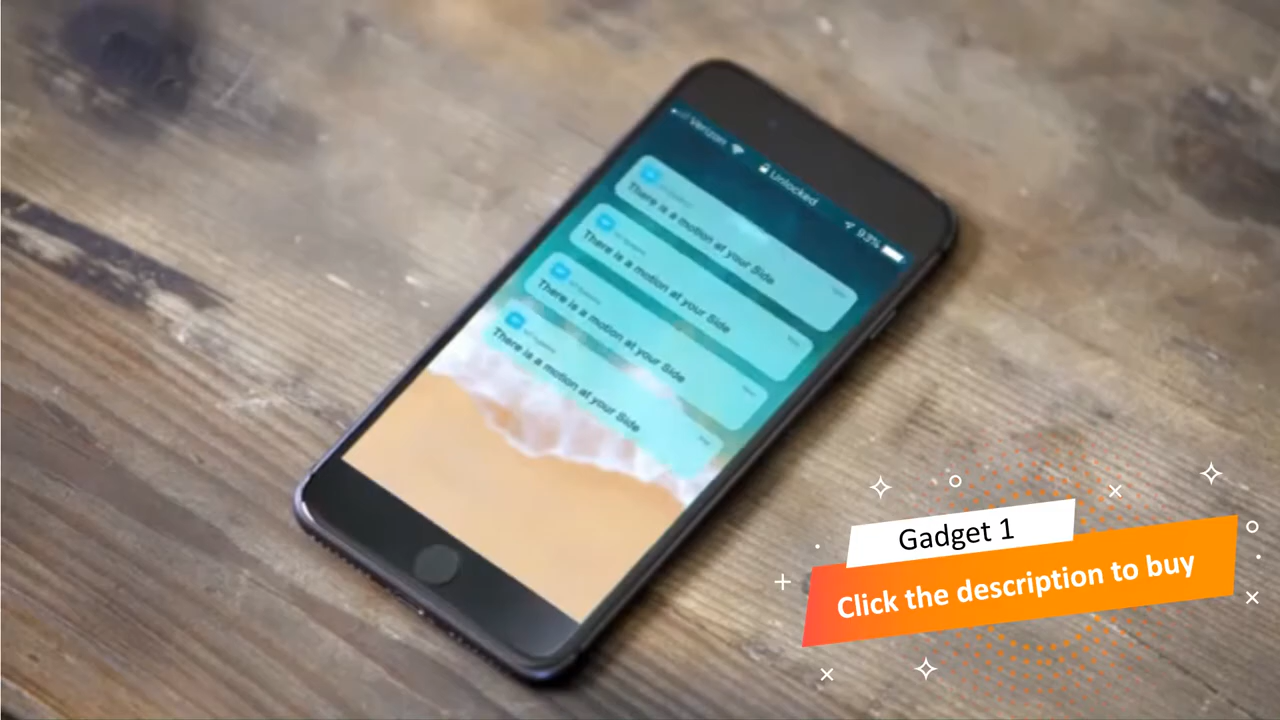 Verizon
Unlocked
93%
There is a motion at your Side
There is a motion at your Side
There is a motion at your Side
There is a motion at your Side
Gadget 1
Click the description to buy